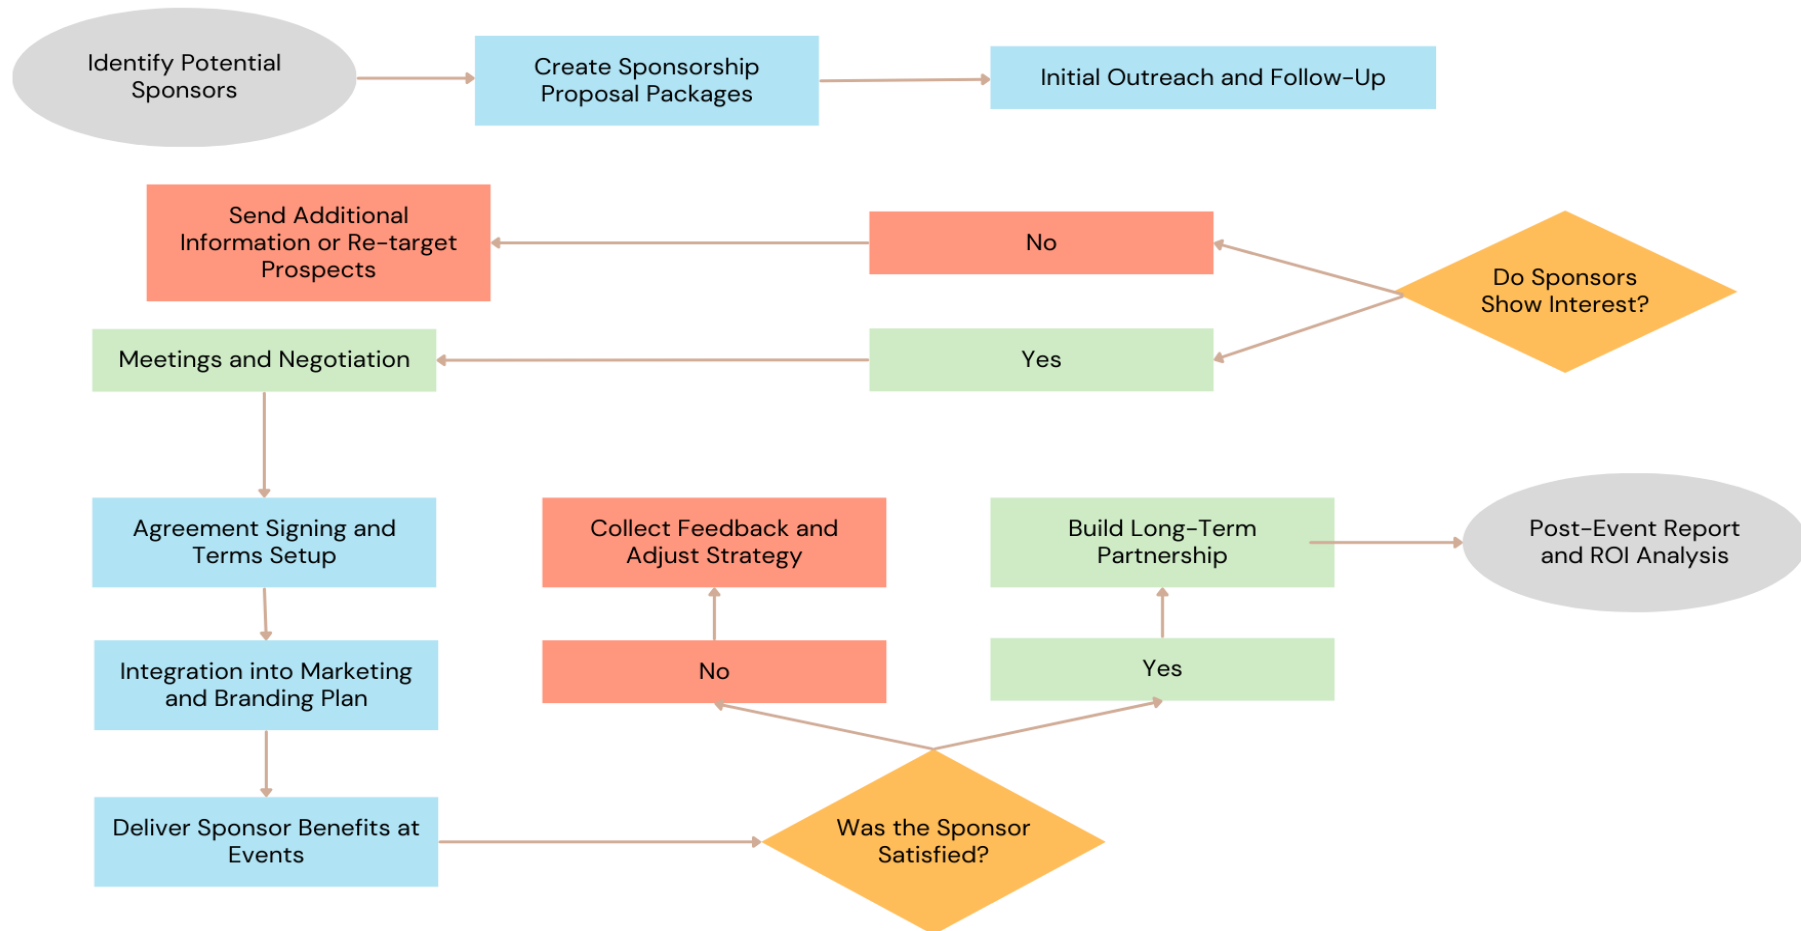 Identify Potential
Sponsors
Create Sponsorship
Proposal Packages
Initial Outreach and Follow-Up
Send Additional
Information or Re-target
Prospects
No
Do Sponsors
Show Interest?
Meetings and Negotiation
Yes
Agreement Signing and
Terms Setup
Collect Feedback and
Adjust Strategy
Build Long-Term
Partnership
Post-Event Report
and ROI Analysis
Integration into Marketing
and Branding Plan
No
Yes
Deliver Sponsor Benefits at
Events
Was the Sponsor
Satisfied?